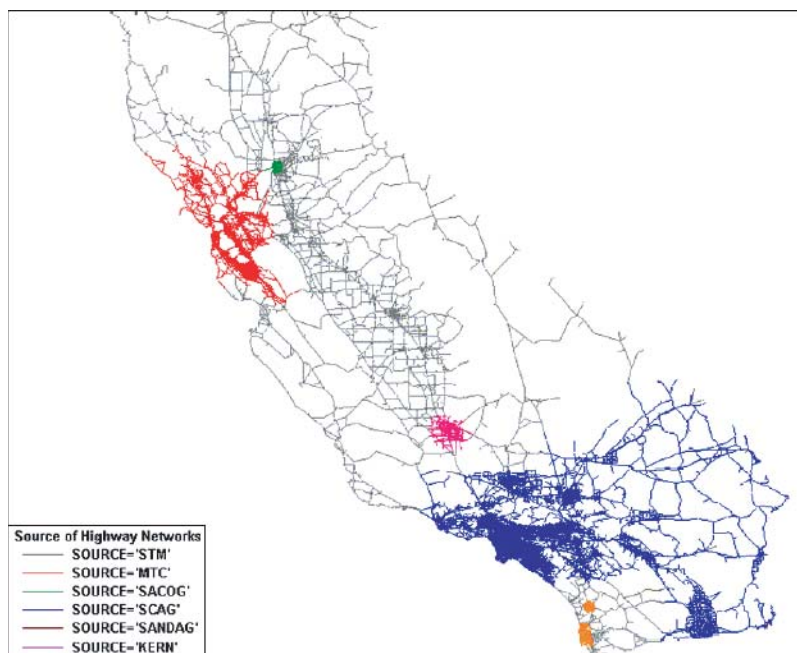 Source of Highway Networks
SOURCE='STM'
SOURCE='MTC'
SOURCE='SACOG'
SOURCE='SCAG'
SOURCE='SANDAG'
SOURCE='KERN'